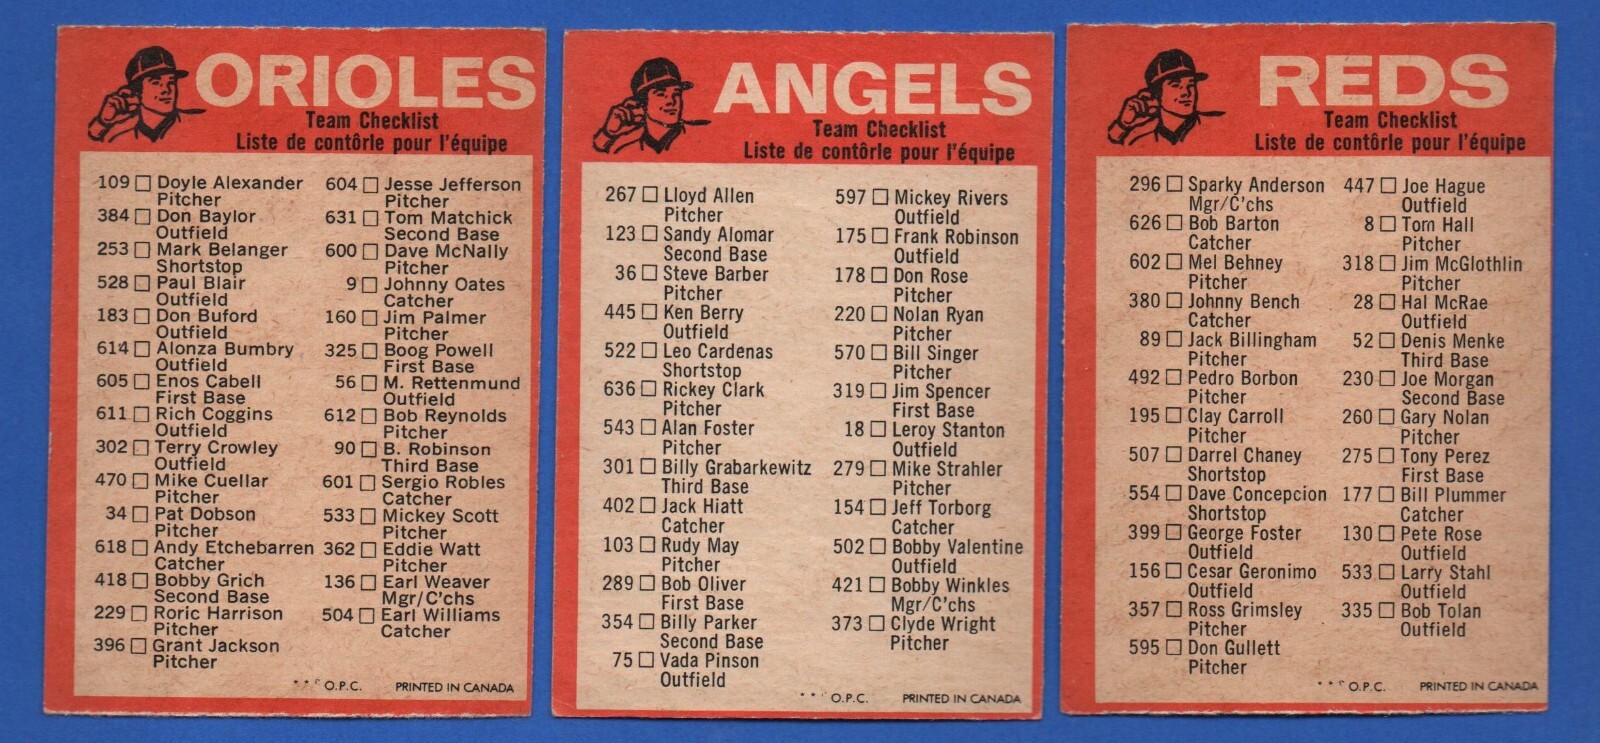 ORIOLES
Team Checklist
Liste de contôrle pour l'équipe
109 Doyle Alexander
Pitcher
384 Don Baylor
Outfield
253 Mark Belanger
Shortstop
528 Paul Blair
Outfield
183 Don Buford
Outfield
614 Alonza Bumbry
Outfield
605 Enos Cabell
First Base
611 Rich Coggins
Outfield
302 Terry Crowley
Outfield
470 Mike Cuellar
Pitcher
34 Pat Dobson
Pitcher
618 Andy Etchebarren
Catcher
418 Bobby Grich
Second Base
229 Roric Harrison
Pitcher
396 Grant Jackson
Pitcher
604 Jesse Jefferson
Pitcher
631 Tom Matchick
Second Base
600 Dave McNally
Pitcher
9 Johnny Oates
Catcher
160 Jim Palmer
Pitcher
325 Boog Powell
First Base
56 M. Rettenmund
Outfield
612 Bob Reynolds
Pitcher
90 B. Robinson
Third Base
601 Sergio Robles
Catcher
533 Mickey Scott
Pitcher
362 Eddie Watt
Pitcher
136 Earl Weaver
Mgr/C'chs
504 Earl Williams
Catcher
* * O.P.C. PRINTED IN CANADA
ANGELS
Team Checklist
Liste de contôrle pour l'équipe
267 Lloyd Allen
Pitcher
123 Sandy Alomar
Second Base
36 Steve Barber
Pitcher
445 Ken Berry
Outfield
522 Leo Cardenas
Shortstop
636 Rickey Clark
Pitcher
543 Alan Foster
Pitcher
301 Billy Grabarkewitz
Third Base
402 Jack Hiatt
Catcher
103 Rudy May
Pitcher
289 Bob Oliver
First Base
354 Billy Parker
Second Base
75 Vada Pinson
Outfield
597 Mickey Rivers
Outfield
175 Frank Robinson
Outfield
178 Don Rose
Pitcher
220 Nolan Ryan
Pitcher
570 Bill Singer
Pitcher
319 Jim Spencer
First Base
18 Leroy Stanton
Outfield
279 Mike Strahler
Pitcher
154 Jeff Torborg
Catcher
502 Bobby Valentine
Outfield
421 Bobby Winkles
Mgr/C'chs
373 Clyde Wright
Pitcher
* * O.P.C. PRINTED IN CANADA
REDS
Team Checklist
Liste de contôrle pour l'équipe
296 Sparky Anderson
Mgr/C'chs
626 Bob Barton
Catcher
602 Mel Behney
Pitcher
380 Johnny Bench
Catcher
89 Jack Billingham
Pitcher
492 Pedro Borbon
Pitcher
195 Clay Carroll
Pitcher
507 Darrel Chaney
Shortstop
554 Dave Concepcion
Shortstop
399 George Foster
Outfield
156 Cesar Geronimo
Outfield
357 Ross Grimsley
Pitcher
595 Don Gullett
Pitcher
447 Joe Hague
Outfield
8 Tom Hall
Pitcher
318 Jim McGlothlin
Pitcher
28 Hal McRae
Outfield
52 Denis Menke
Third Base
230 Joe Morgan
Second Base
260 Gary Nolan
Pitcher
275 Tony Perez
First Base
177 Bill Plummer
Catcher
130 Pete Rose
Outfield
533 Larry Stahl
Outfield
335 Bob Tolan
Outfield
* * O.P.C. PRINTED IN CANADA